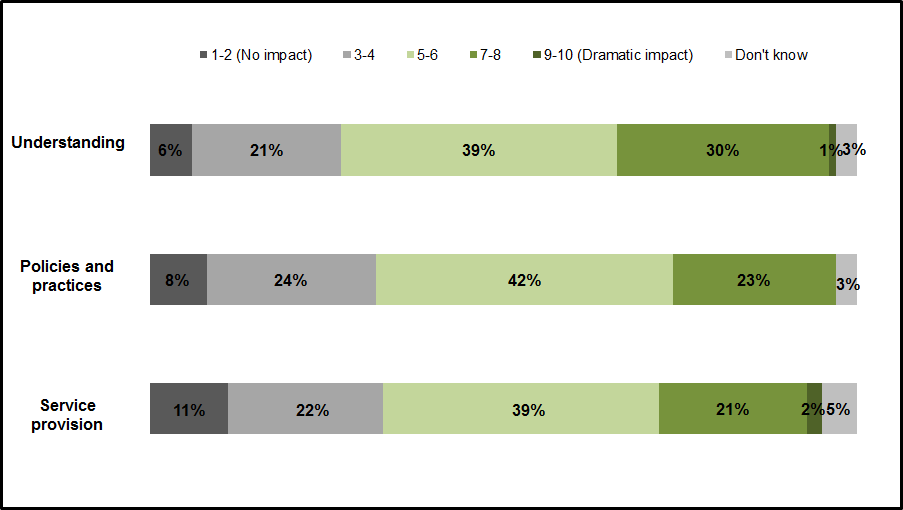 1-2 (No impact) 3-4 5-6 7-8 9-10 (Dramatic impact) Don't know
Understanding
6% 21% 39% 30% 1% 3%
Policies and
practices
8% 24% 42% 23% 3%
Service
provision
11% 22% 39% 21% 2% 5%